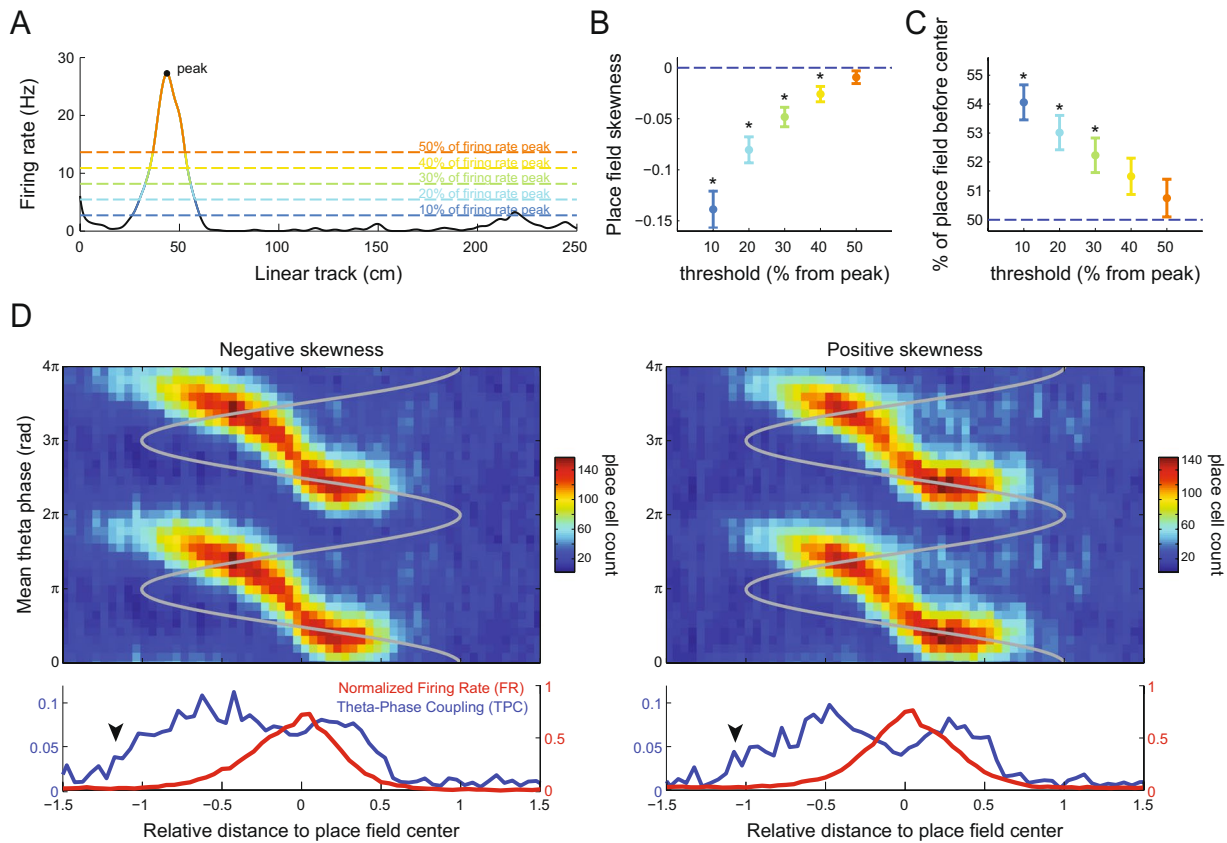 A
Firing rate (Hz)
30
20
10
0
peak
50% of firing rate peak
40% of firing rate peak
30% of firing rate peak
20% of firing rate peak
10% of firing rate peak
0 50 100 150 200 250
Linear track (cm)
B
Place field skewness
0
−0.05
−0.1
−0.15
* * * *
10 20 30 40 50
threshold (% from peak)
C
% of place field before center
55
54
53
52
51
50
* * *
10 20 30 40 50
threshold (% from peak)
D
Negative skewness
Mean theta phase (rad)
4π
3π
2π
π
0
140
100
60
20
place cell count
Positive skewness
4π
3π
2π
π
0
140
100
60
20
place cell count
0.1
0.05
0
Normalized Firing Rate (FR)
Theta-Phase Coupling (TPC)
1
0.5
0
−1.5 −1 −0.5 0 0.5 1 1.5
Relative distance to place field center
0.1
0.05
0
1
0.5
0
−1.5 −1 −0.5 0 0.5 1 1.5
Relative distance to place field center